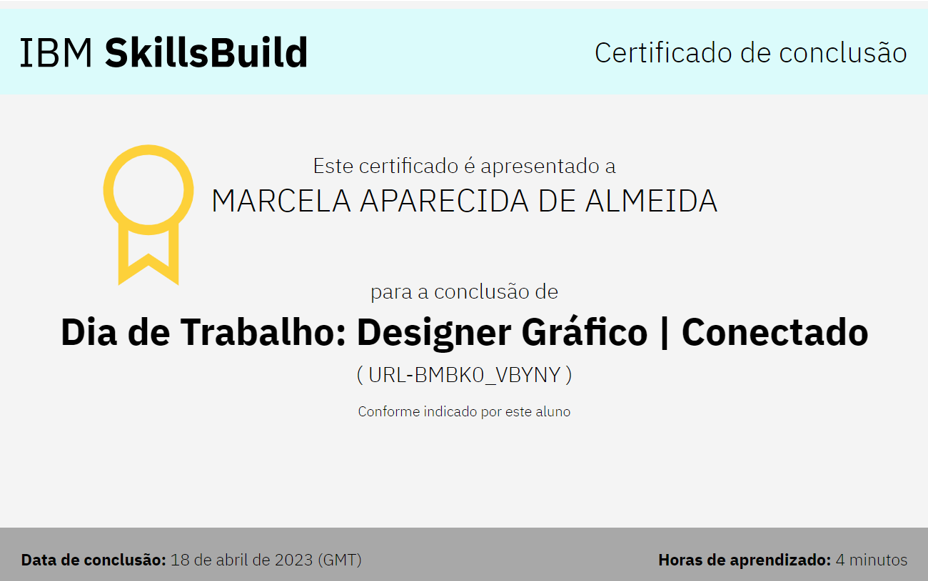 IBM SkillsBuild
Certificado de conclusão
Este certificado é apresentado a
MARCELA APARECIDA DE ALMEIDA
para a conclusão de
Dia de Trabalho: Designer Gráfico | Conectado
( URL-BMBK0_VBYNY )
Conforme indicado por este aluno
Data de conclusão: 18 de abril de 2023 (GMT)
Horas de aprendizado: 4 minutos